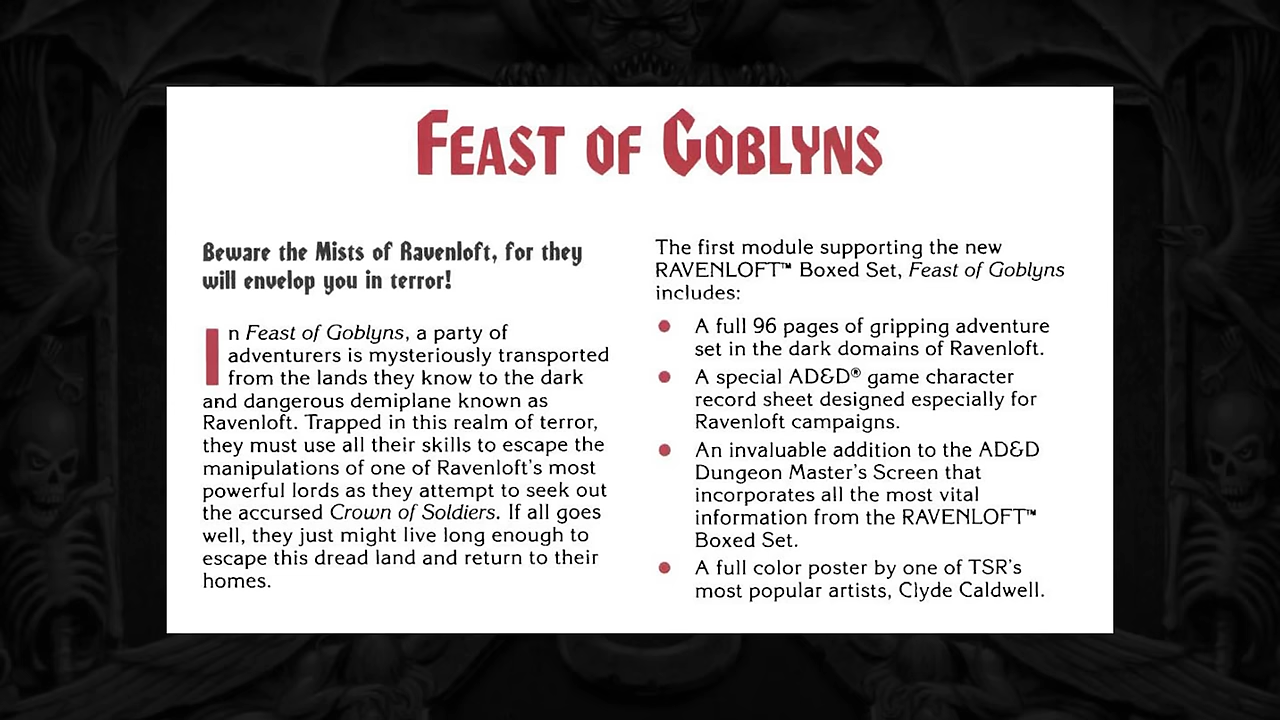 FEAST OF GOBLYNS
Beware the Mists of Ravenloft, for they
will envelop you in terror!
In Feast of Goblyns, a party of
adventurers is mysteriously transported
from the lands they know to the dark
and dangerous demiplane known as
Ravenloft. Trapped in this realm of terror,
they must use all their skills to escape the
manipulations of one of Ravenloft's most
powerful lords as they attempt to seek out
the accursed Crown of Soldiers. If all goes
well, they just might live long enough to
escape this dread land and return to their
homes.
The first module supporting the new
RAVENLOFT™ Boxed Set, Feast of Goblyns
includes:
● A full 96 pages of gripping adventure
set in the dark domains of Ravenloft.
● A special AD&D® game character
record sheet designed especially for
Ravenloft campaigns.
● An invaluable addition to the AD&D
Dungeon Master's Screen that
incorporates all the most vital
information from the RAVENLOFT™
Boxed Set.
● A full color poster by one of TSR's
most popular artists, Clyde Caldwell.